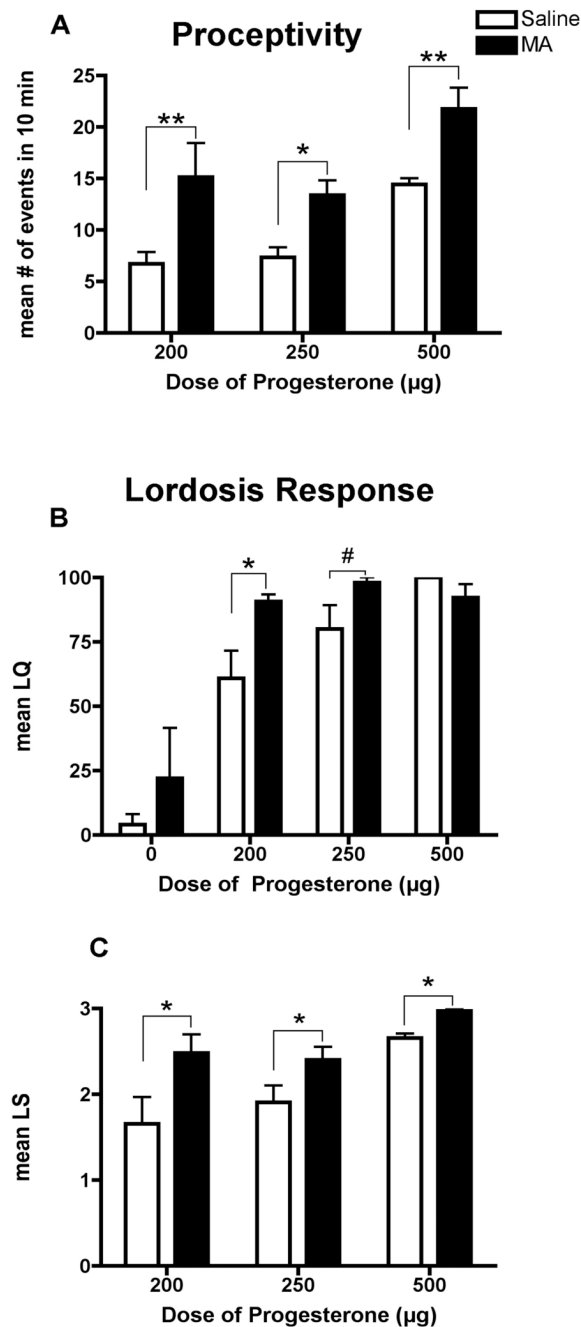 A
Proceptivity
Saline
MA
mean # of events in 10 min
25
20
15
10
5
0
**
*
**
200 250 500
Dose of Progesterone (µg)
Lordosis Response
B
mean LQ
100
75
50
25
0
*
#
0 200 250 500
Dose of Progesterone (µg)
C
mean LS
3
2
1
0
*
*
*
200 250 500
Dose of Progesterone (µg)